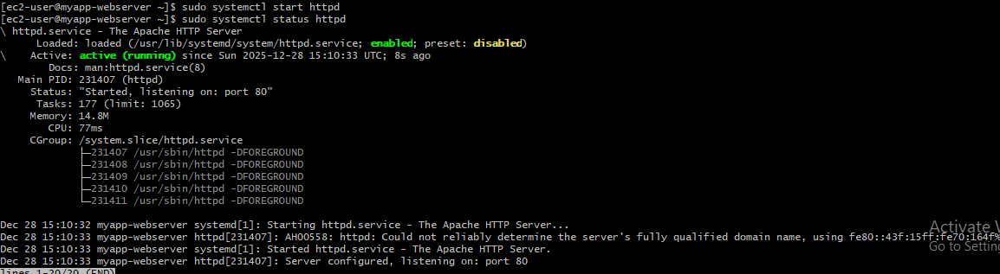 [ec2-user@myapp-webserver ~]$ sudo systemctl start httpd
[ec2-user@myapp-webserver ~]$ sudo systemctl status httpd
\ httpd.service - The Apache HTTP Server
Loaded: loaded (/usr/lib/systemd/system/httpd.service; enabled; preset: disabled)
\ Active: active (running) since Sun 2025-12-28 15:10:33 UTC; 8s ago
Docs: man:httpd.service(8)
Main PID: 231407 (httpd)
Status: "Started, listening on: port 80"
Tasks: 177 (limit: 1065)
Memory: 14.8M
CPU: 77ms
CGroup: /system.slice/httpd.service
├─231407 /usr/sbin/httpd -DFOREGROUND
├─231408 /usr/sbin/httpd -DFOREGROUND
├─231409 /usr/sbin/httpd -DFOREGROUND
├─231410 /usr/sbin/httpd -DFOREGROUND
└─231411 /usr/sbin/httpd -DFOREGROUND
Dec 28 15:10:32 myapp-webserver systemd[1]: Starting httpd.service - The Apache HTTP Server...
Dec 28 15:10:33 myapp-webserver httpd[231407]: AH00558: httpd: Could not reliably determine the server's fully qualified domain name, using fe80::43f:15ff:fe70:164f%
Dec 28 15:10:33 myapp-webserver systemd[1]: Started httpd.service - The Apache HTTP Server.
Dec 28 15:10:33 myapp-webserver httpd[231407]: Server configured, listening on: port 80
lines 1-20/20 (END)
Activate W
Go to Setting